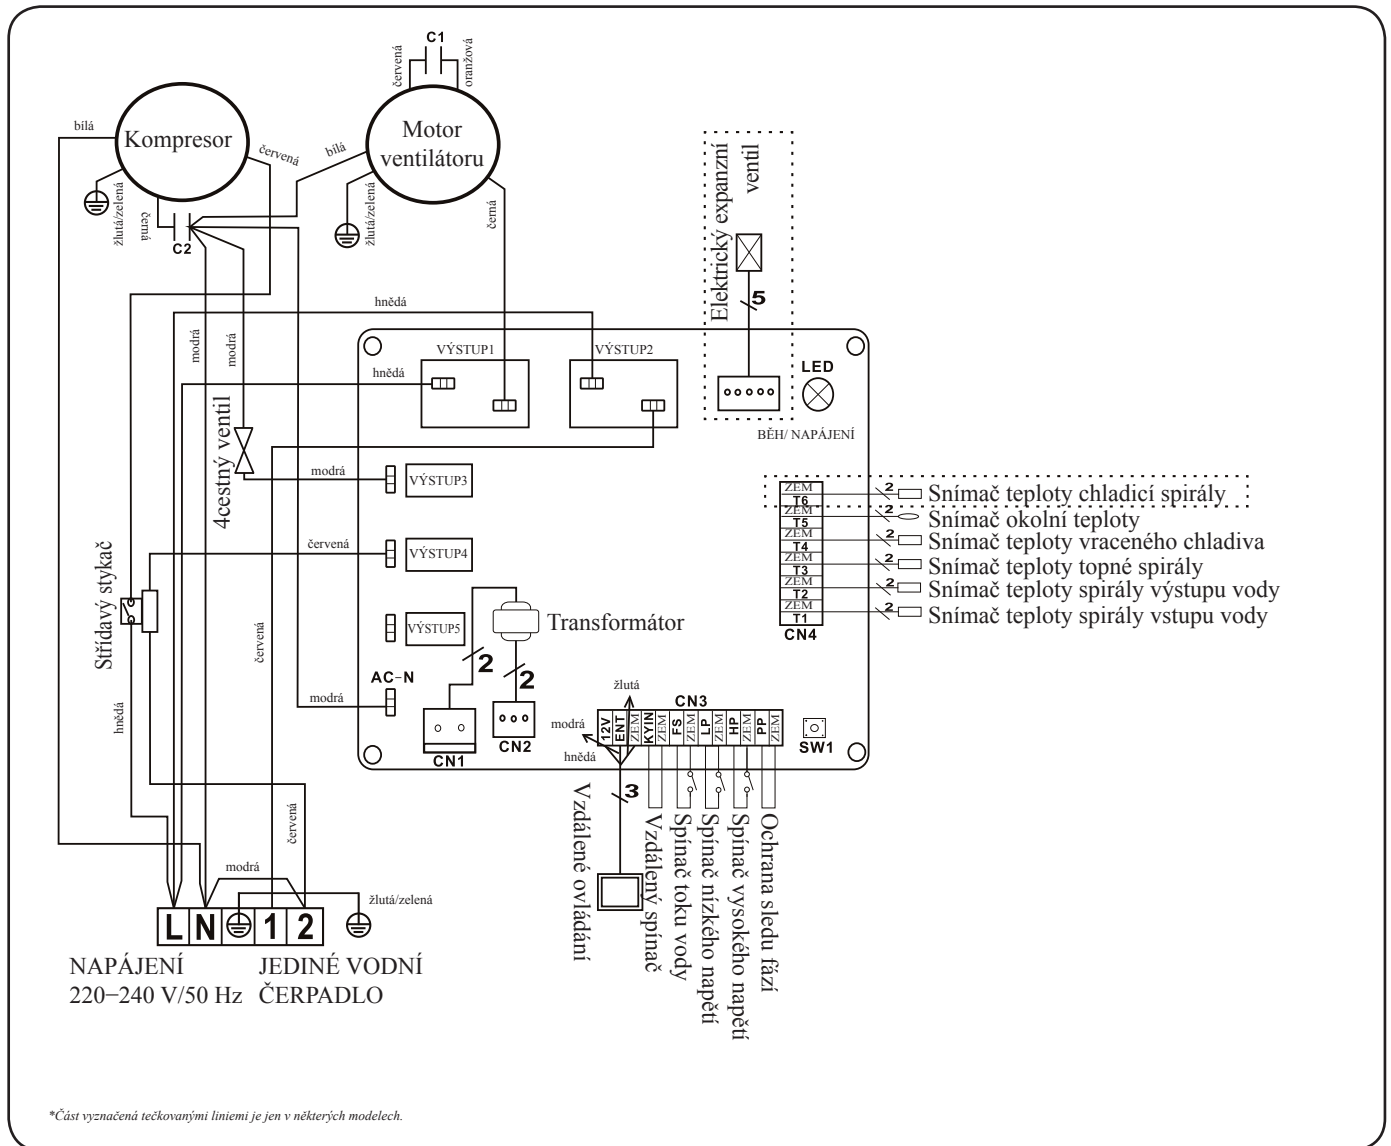 C1
červená
oranžová
bílá
Kompresor
červená
bílá
Motor
ventilátoru
žlutá/zelená
černá
C2
žlutá/zelená
černá
Elektrický expanzní
ventil
5
hnědá
modrá
modrá
VÝSTUP1
VÝSTUP2
LED
hnědá
BĚH/ NAPÁJENÍ
4cestný ventil
modrá
VÝSTUP3
ZEM
T6
2
Snímač teploty chladicí spirály
ZEM
T5
2
Snímač okolní teploty
ZEM
T4
2
Snímač teploty vraceného chladiva
ZEM
T3
2
Snímač teploty topné spirály
ZEM
T2
2
Snímač teploty spirály výstupu vody
ZEM
T1
2
Snímač teploty spirály vstupu vody
CN4
červená
VÝSTUP4
Střídavý stykač
VÝSTUP5
Transformátor
červená
2
2
AC-N
modrá
hnědá
CN1
CN2
žlutá
CN3
modrá
hnědá
12V
ENT
ZEM
KYIN
ZEM
FS
ZEM
LP
ZEM
HP
ZEM
PP
ZEM
SW1
3
Vzdálené ovládání
Vzdálený spínač
Spínač toku vody
Spínač nízkého napětí
Spínač vysokého napětí
Ochrana sledu fází
červená
modrá
žlutá/zelená
L N 1 2
NAPÁJENÍ
220–240 V/50 Hz
JEDINÉ VODNÍ
ČERPADLO
*Část vyznačená tečkovanými liniemi je jen v některých modelech.